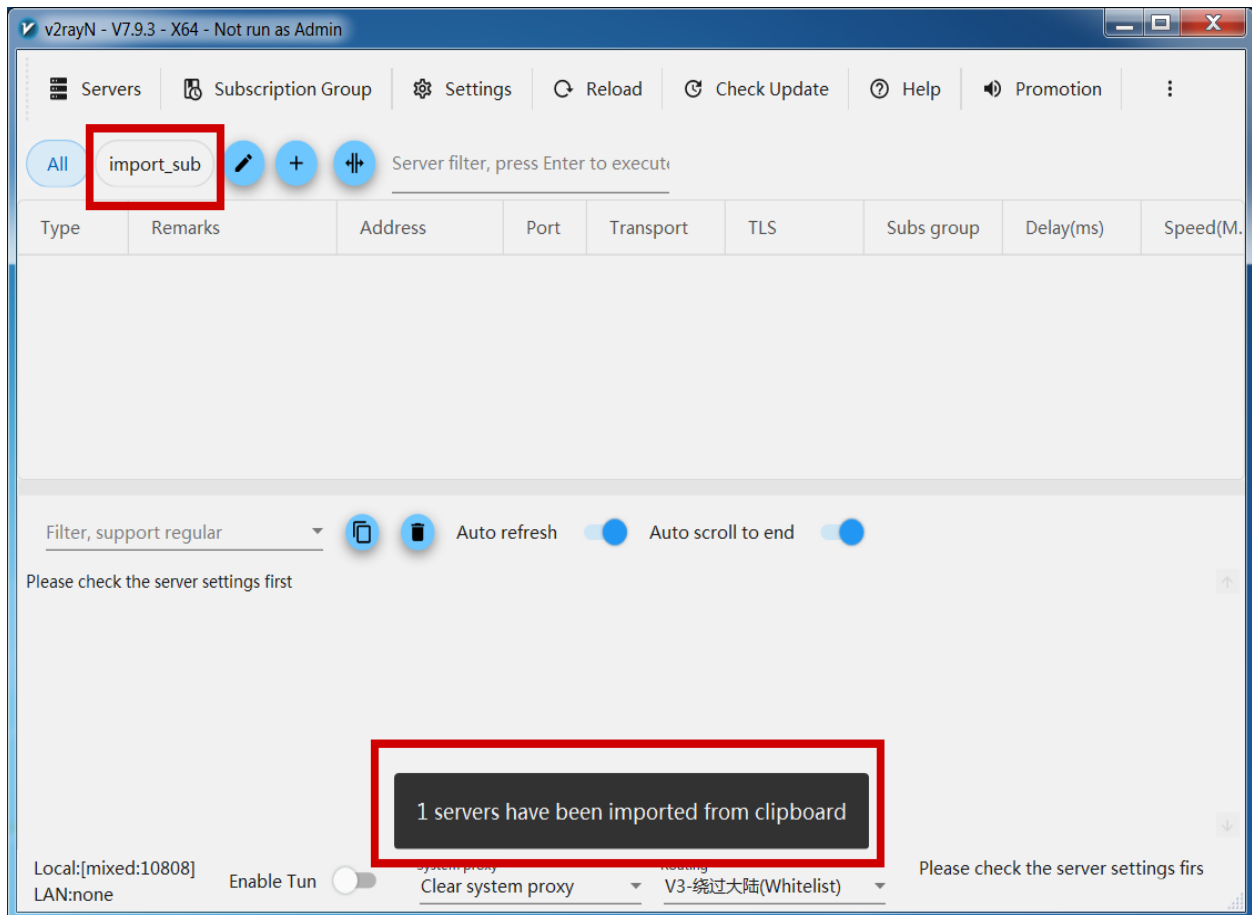 v2rayN - V7.9.3 - X64 - Not run as Admin
Servers Subscription Group Settings Reload Check Update Help Promotion
All import_sub Server filter, press Enter to execute
Type Remarks Address Port Transport TLS Subs group Delay(ms) Speed(M.
Filter, support regular Auto refresh Auto scroll to end
Please check the server settings first
1 servers have been imported from clipboard
Local:[mixed:10808] Enable Tun System proxy Routing Please check the server settings firs
LAN:none Clear system proxy V3-绕过大陆(Whitelist)